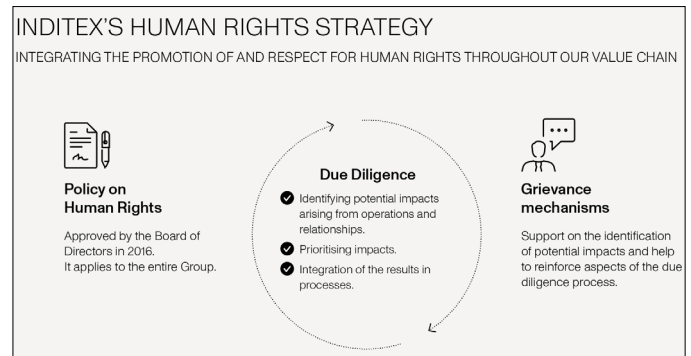 INDITEX'S HUMAN RIGHTS STRATEGY
INTEGRATING THE PROMOTION OF AND RESPECT FOR HUMAN RIGHTS THROUGHOUT OUR VALUE CHAIN
Policy on
Human Rights
Approved by the Board of
Directors in 2016.
It applies to the entire Group.
Due Diligence
Identifying potential impacts
arising from operations and
relationships.
Prioritising impacts.
Integration of the results in
processes.
Grievance
mechanisms
Support on the identification
of potential impacts and help
to reinforce aspects of the due
diligence process.